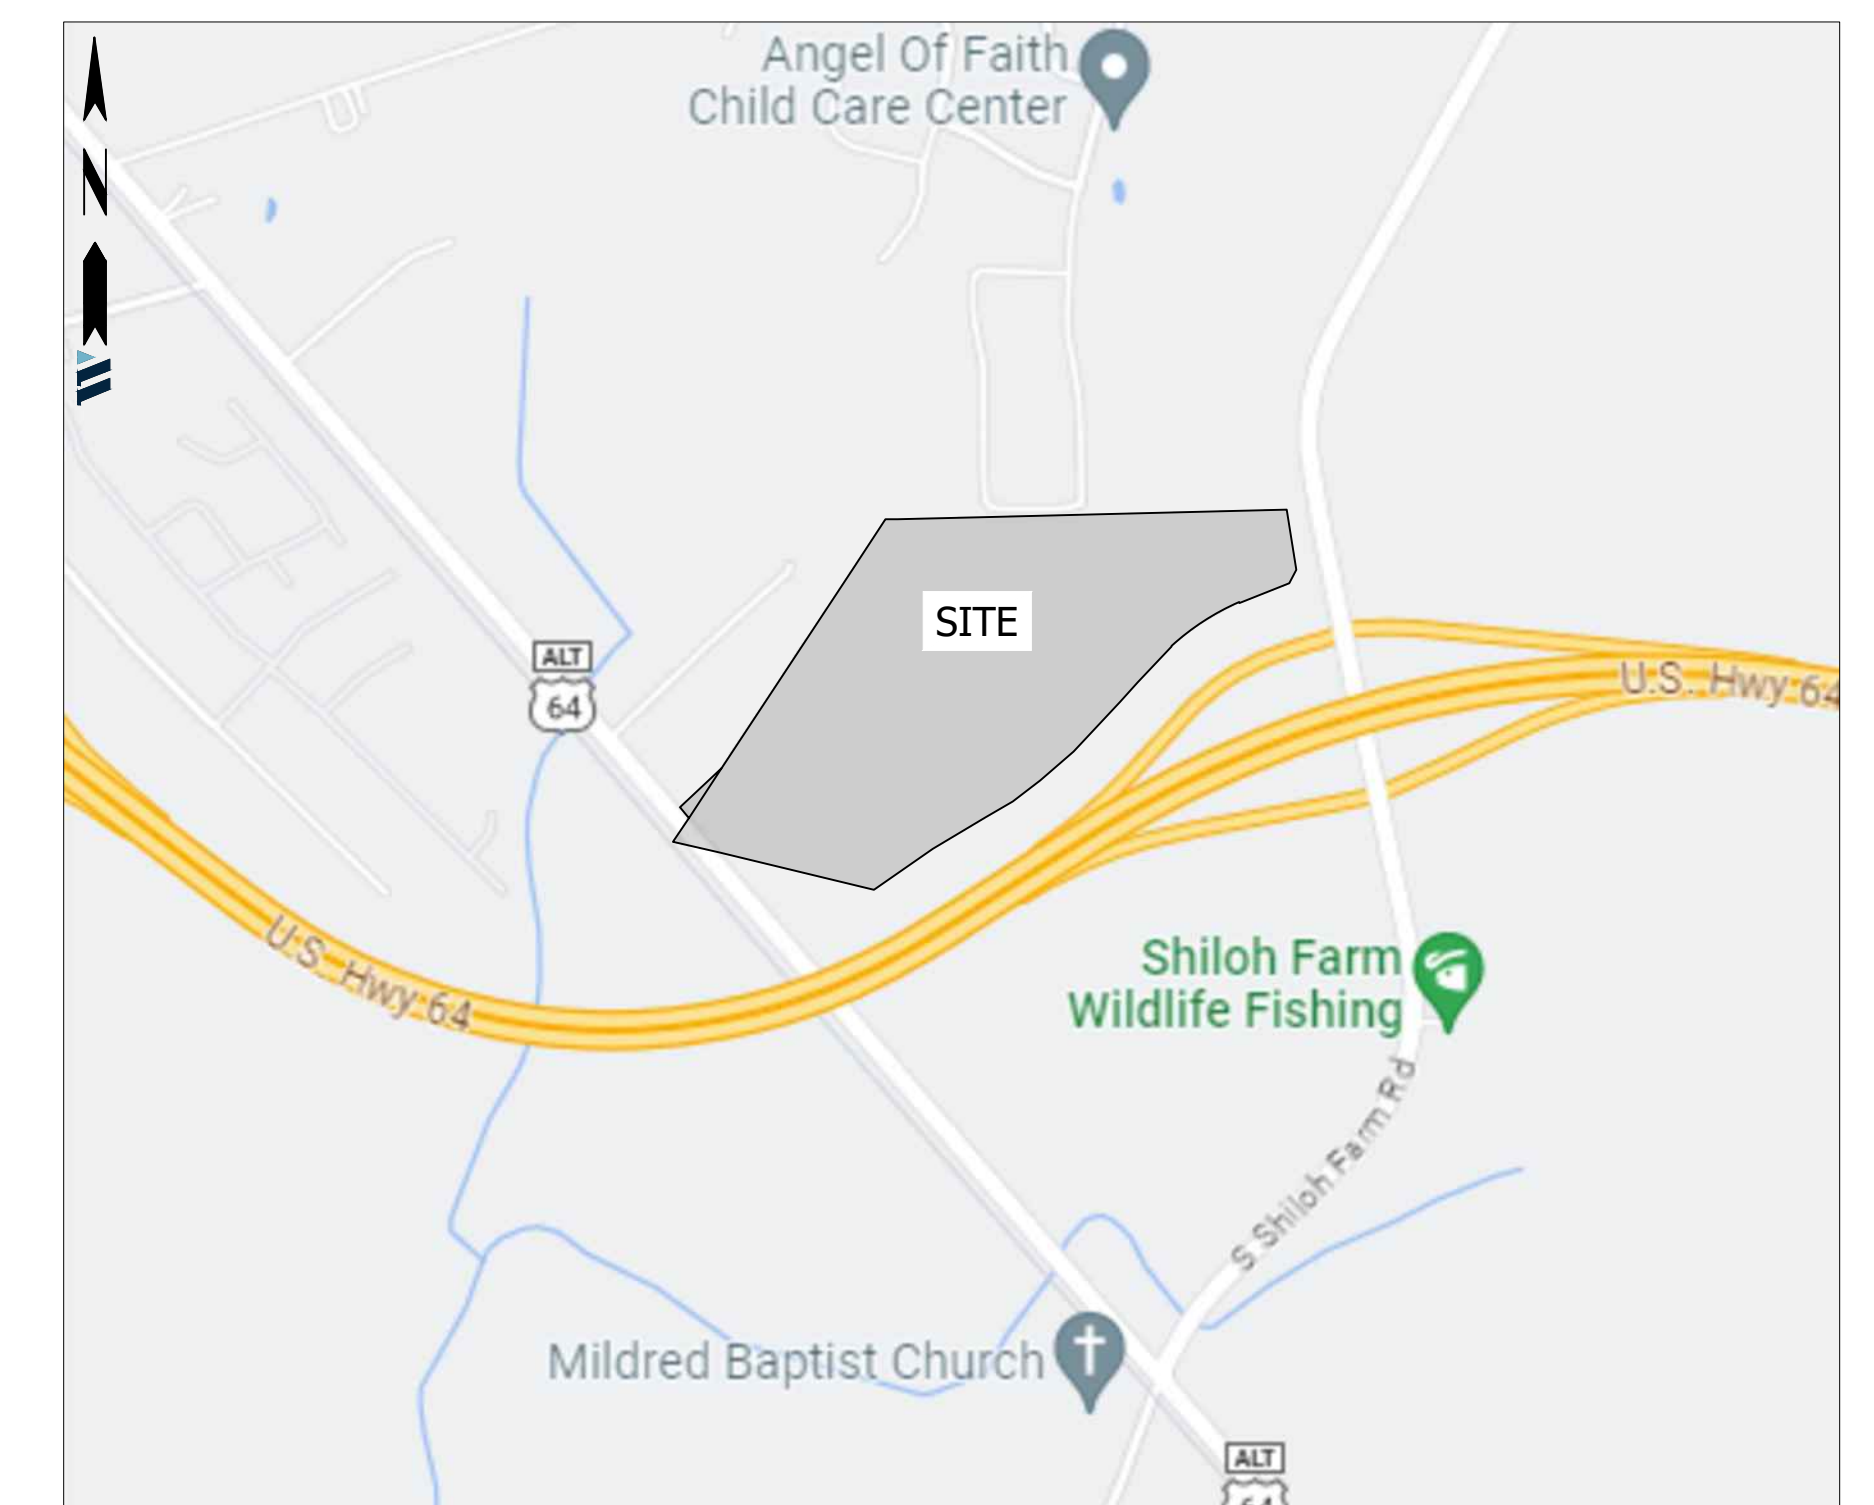 Angel Of Faith
Child Care Center
N
SITE
ALT
64
U.S. Hwy 64
U.S. Hwy 64
Shiloh Farm
Wildlife Fishing
S Shiloh Farm Rd
Mildred Baptist Church
ALT
64